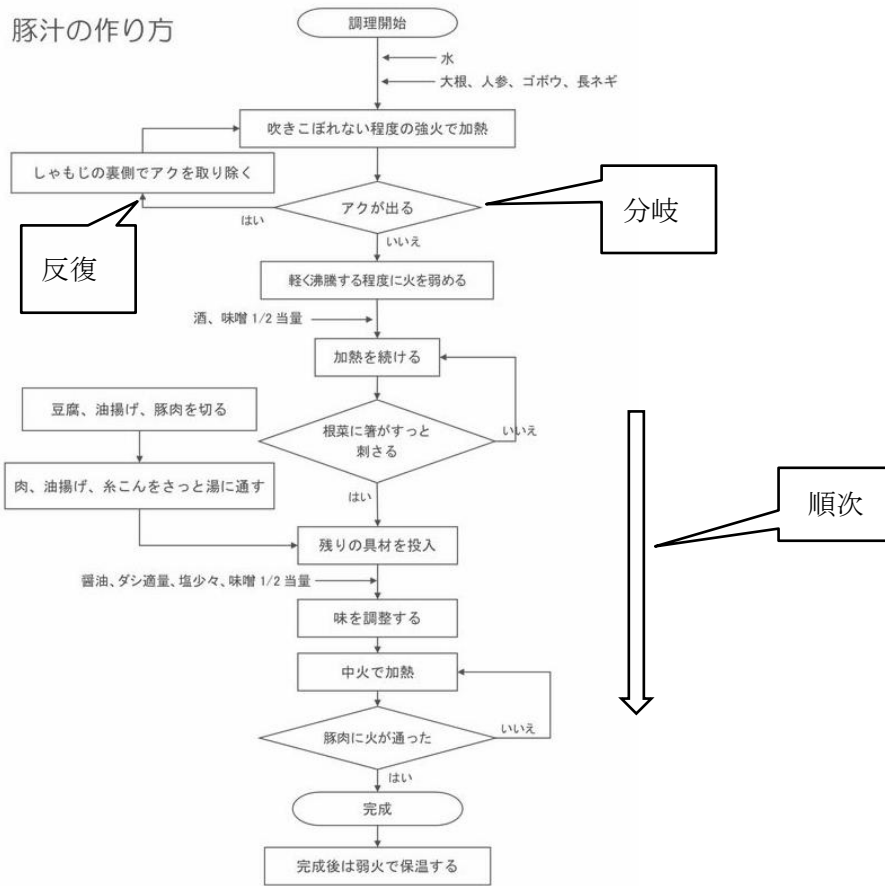 豚汁の作り方
調理開始
水
大根、人参、ゴボウ、長ネギ
吹きこぼれない程度の強火で加熱
しゃもじの裏側でアクを取り除く
アクが出る
分岐
はい
反復
いいえ
軽く沸騰する程度に火を弱める
酒、味噌 1/2 当量
加熱を続ける
豆腐、油揚げ、豚肉を切る
根菜に箸がすっと
刺さる
いいえ
肉、油揚げ、糸こんをさっと湯に通す
はい
順次
残りの具材を投入
醤油、ダシ適量、塩少々、味噌 1/2 当量
味を調整する
中火で加熱
豚肉に火が通った
いいえ
はい
完成
完成後は弱火で保温する